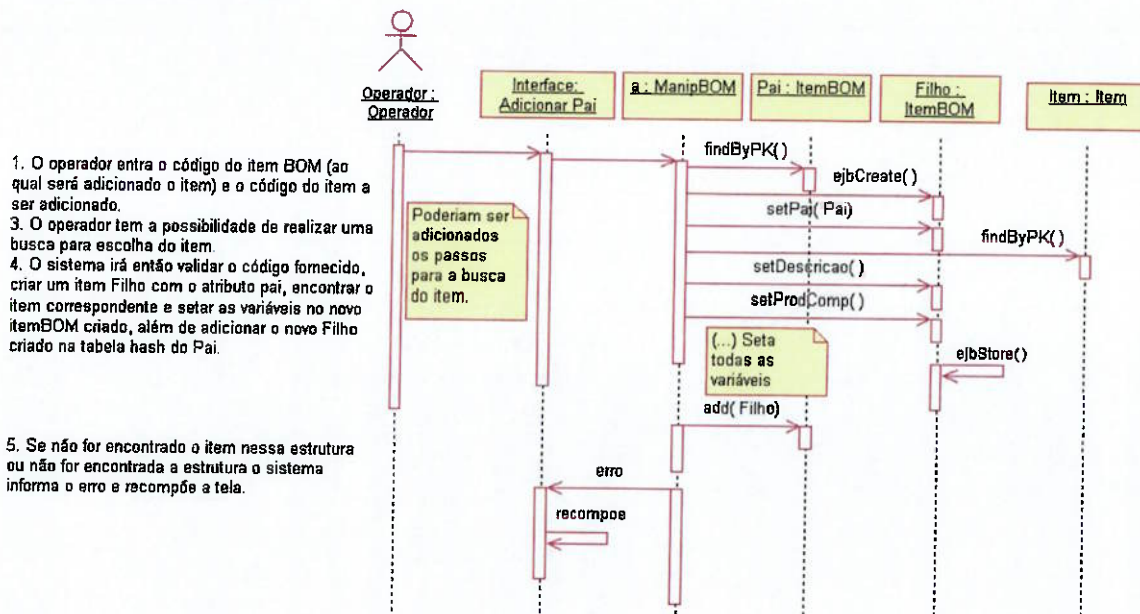 Operador :
Operador
Interface:
Adicionar Pai
a : ManipBOM
Pai : ItemBOM
Filho :
ItemBOM
Item : Item
1. O operador entra o código do item BOM (ao
qual será adicionado o item) e o código do item a
ser adicionado.
3. O operador tem a possibilidade de realizar uma
busca para escolha do item.
4. O sistema irá então validar o código fornecido,
criar um item Filho com o atributo pai, encontrar o
item correspondente e setar as variáveis no novo
itemBOM criado, além de adicionar o novo Filho
criado na tabela hash do Pai.
Poderiam ser
adicionados
os passos
para a busca
do item.
findByPK()
ejbCreate()
setPai( Pai)
findByPK()
setDescricao()
setProdComp()
(...) Seta
todas as
variáveis
ejbStore()
add( Filho)
5. Se não for encontrado o item nessa estrutura
ou não for encontrada a estrutura o sistema
informa o erro e recompõe a tela.
erro
recompoe